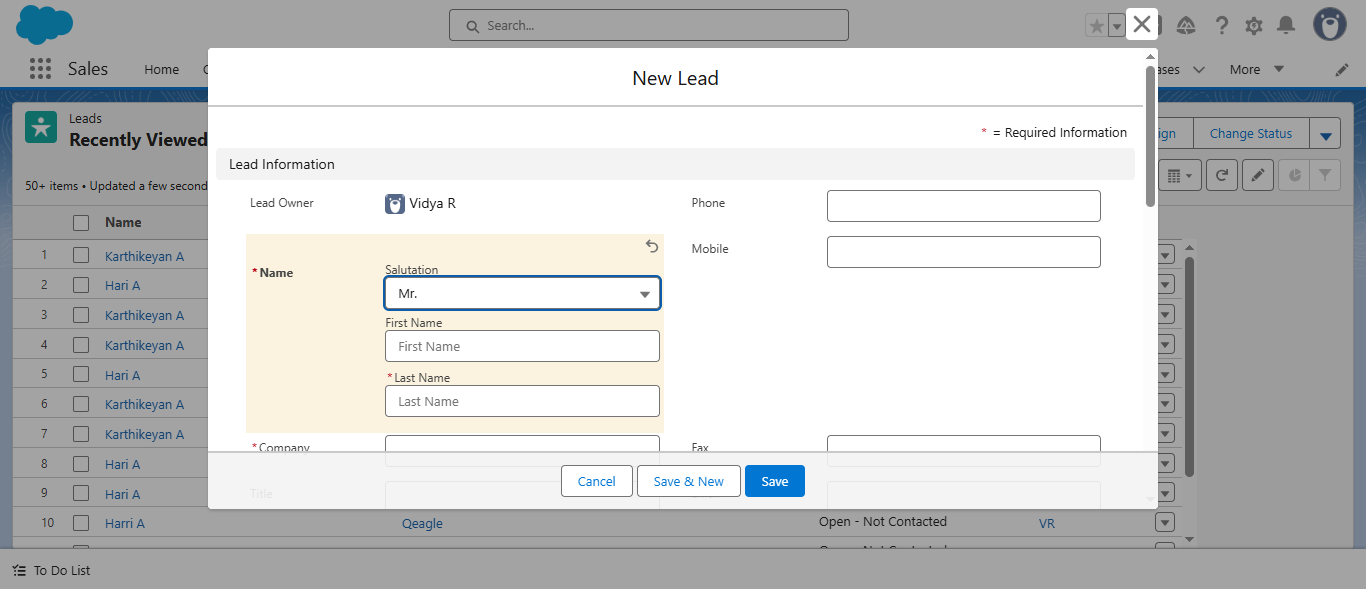 Search...
Sales
Home
ases
More
New Lead
Leads
Recently Viewed
* = Required Information
ign
Change Status
Lead Information
50+ items • Updated a few second
Lead Owner
Vidya R
Phone
Name
Mobile
* Name
Salutation
Mr.
First Name
First Name
* Last Name
Last Name
* Company
Fax
Title
1 Karthikeyan A
2 Hari A
3 Karthikeyan A
4 Karthikeyan A
5 Hari A
6 Karthikeyan A
7 Karthikeyan A
8 Hari A
9 Hari A
10 Harri A Qeagle Open - Not Contacted VR
Cancel
Save & New
Save
To Do List